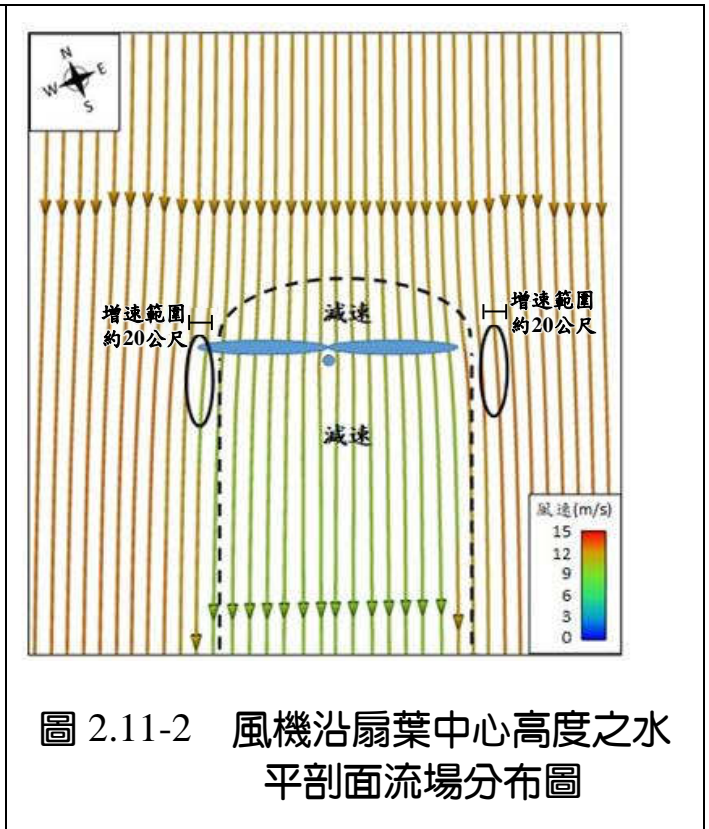 N
W
E
S
減速
增速範圍
約20公尺
增速範圍
約20公尺
減速
風速(m/s)
15
12
9
6
3
0
圖 2.11-2 風機沿扇葉中心高度之水
平剖面流場分布圖